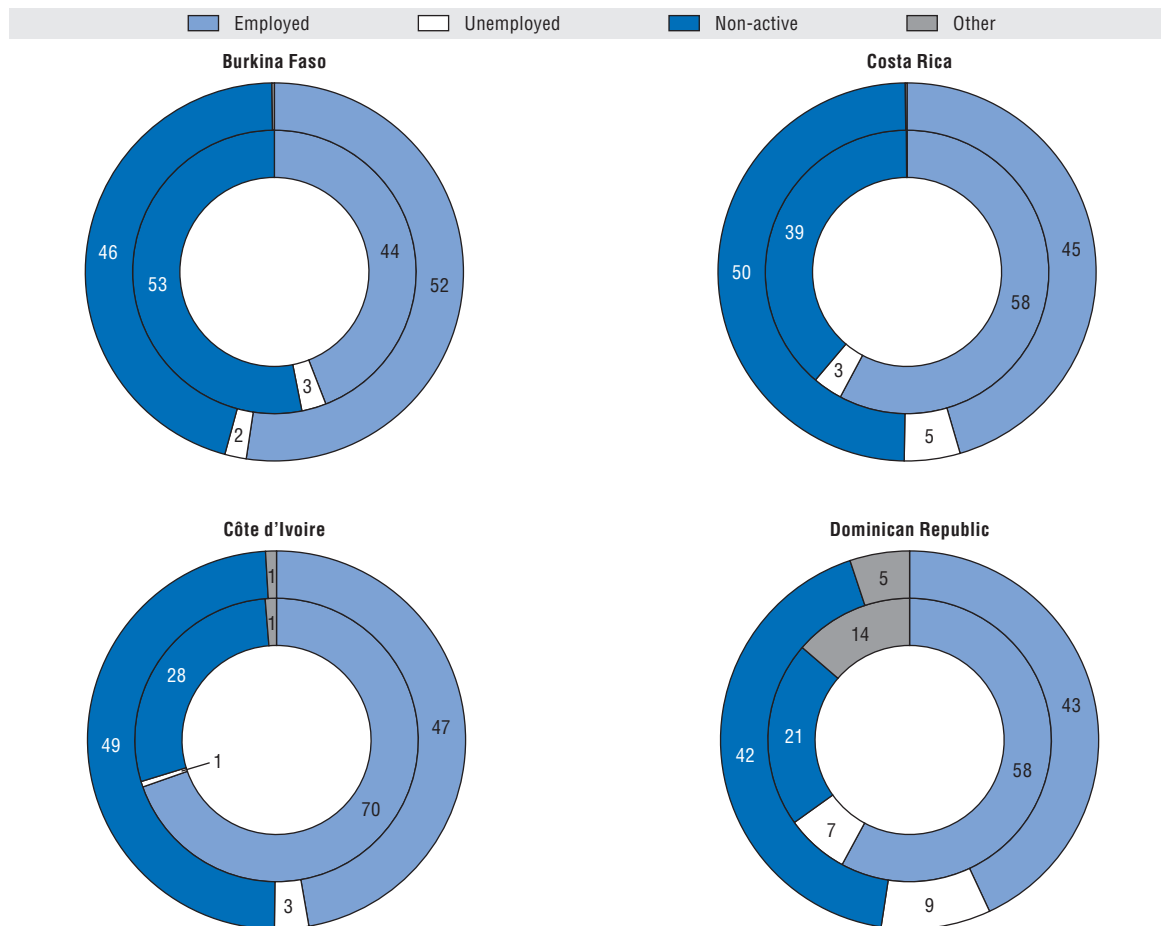 Employed Unemployed Non-active Other
Burkina Faso Costa Rica
46 53 44 52 3 2
50 39 45 58 3 5
Côte d'Ivoire Dominican Republic
1 1 28 49 47 1 70 3
5 14 42 21 43 58 7 9